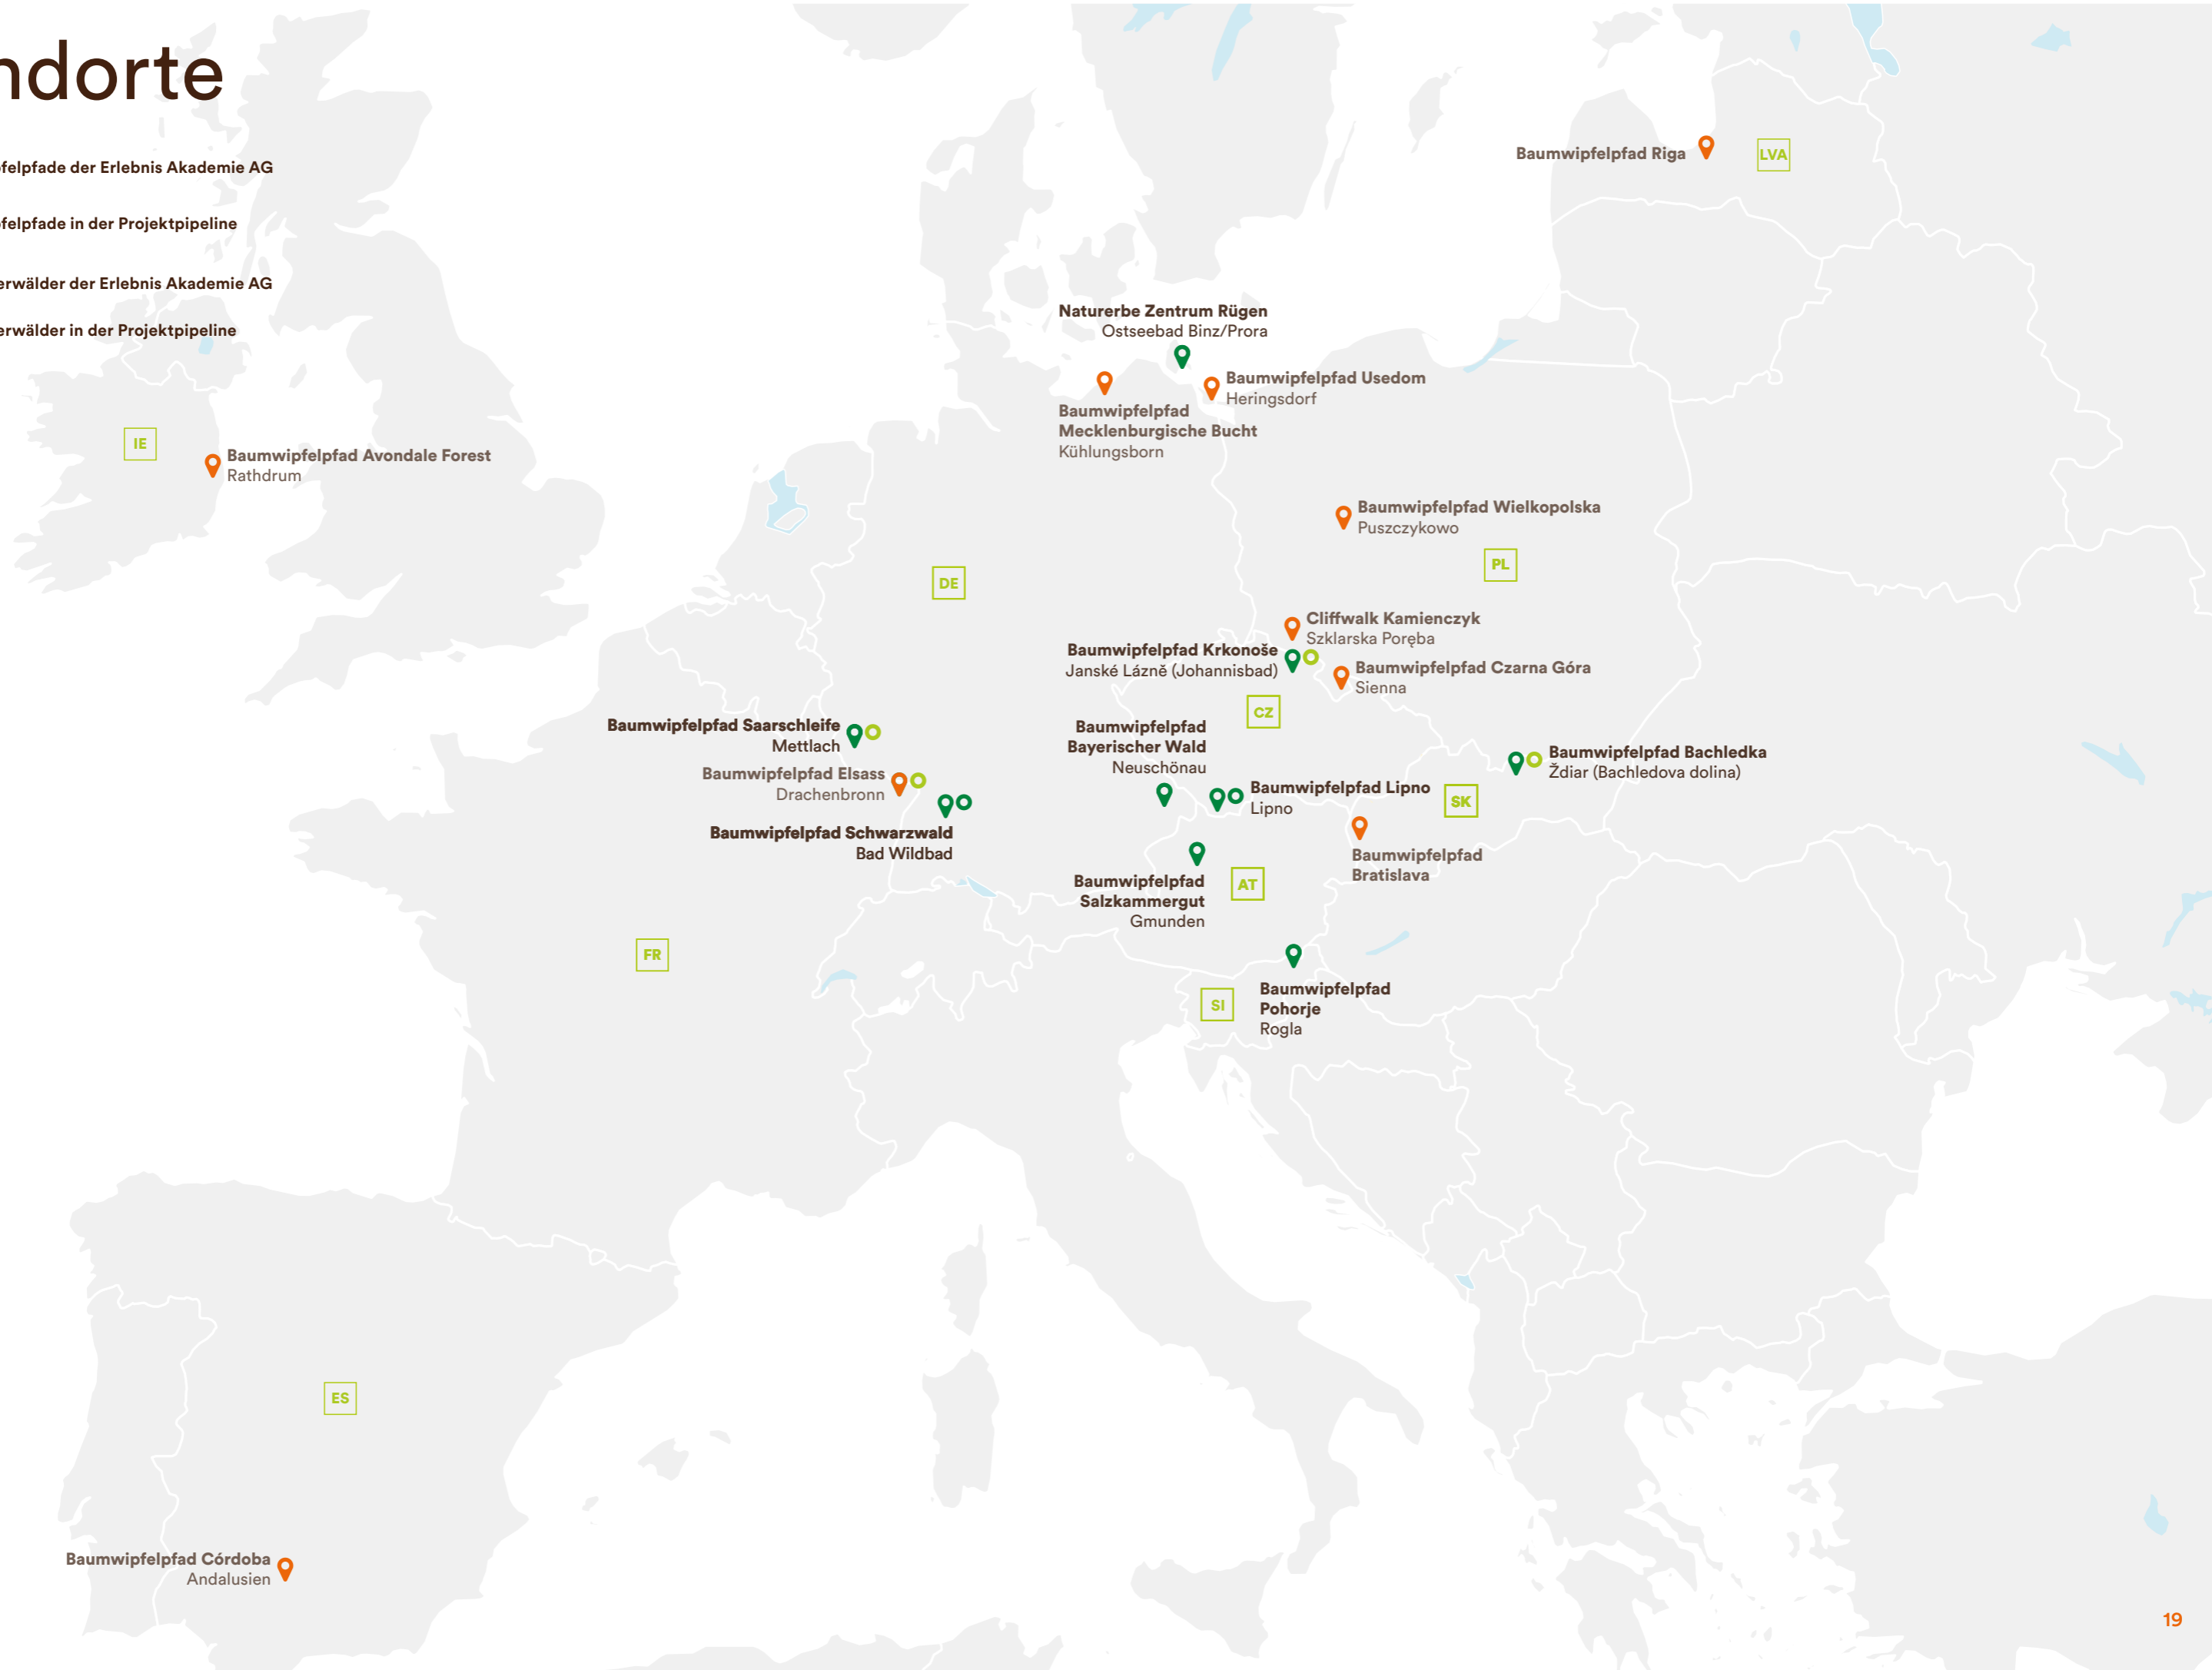 ndorte
felpfade der Erlebnis Akademie AG
felpfade in der Projektpipeline
erwälder der Erlebnis Akademie AG
erwälder in der Projektpipeline
Baumwipfelpfad Riga
LVA
Naturerbe Zentrum Rügen
Ostseebad Binz/Prora
Baumwipfelpfad Usedom
Heringsdorf
Baumwipfelpfad
Mecklenburgische Bucht
Kühlungsborn
IE
Baumwipfelpfad Avondale Forest
Rathdrum
Baumwipfelpfad Wielkopolska
Puszczykowo
PL
DE
Cliffwalk Kamienczyk
Szklarska Poręba
Baumwipfelpfad Krkonoše
Janské Lázně (Johannisbad)
Baumwipfelpfad Czarna Góra
Sienna
CZ
Baumwipfelpfad Saarschleife
Mettlach
Baumwipfelpfad
Bayerischer Wald
Neuschönau
Baumwipfelpfad Bachledka
Ždiar (Bachledova dolina)
Baumwipfelpfad Elsass
Drachenbronn
Baumwipfelpfad Lipno
Lipno
SK
Baumwipfelpfad Schwarzwald
Bad Wildbad
Baumwipfelpfad
Bratislava
Baumwipfelpfad
Salzkammergut
Gmunden
AT
FR
SI
Baumwipfelpfad
Pohorje
Rogla
ES
Baumwipfelpfad Córdoba
Andalusien
19